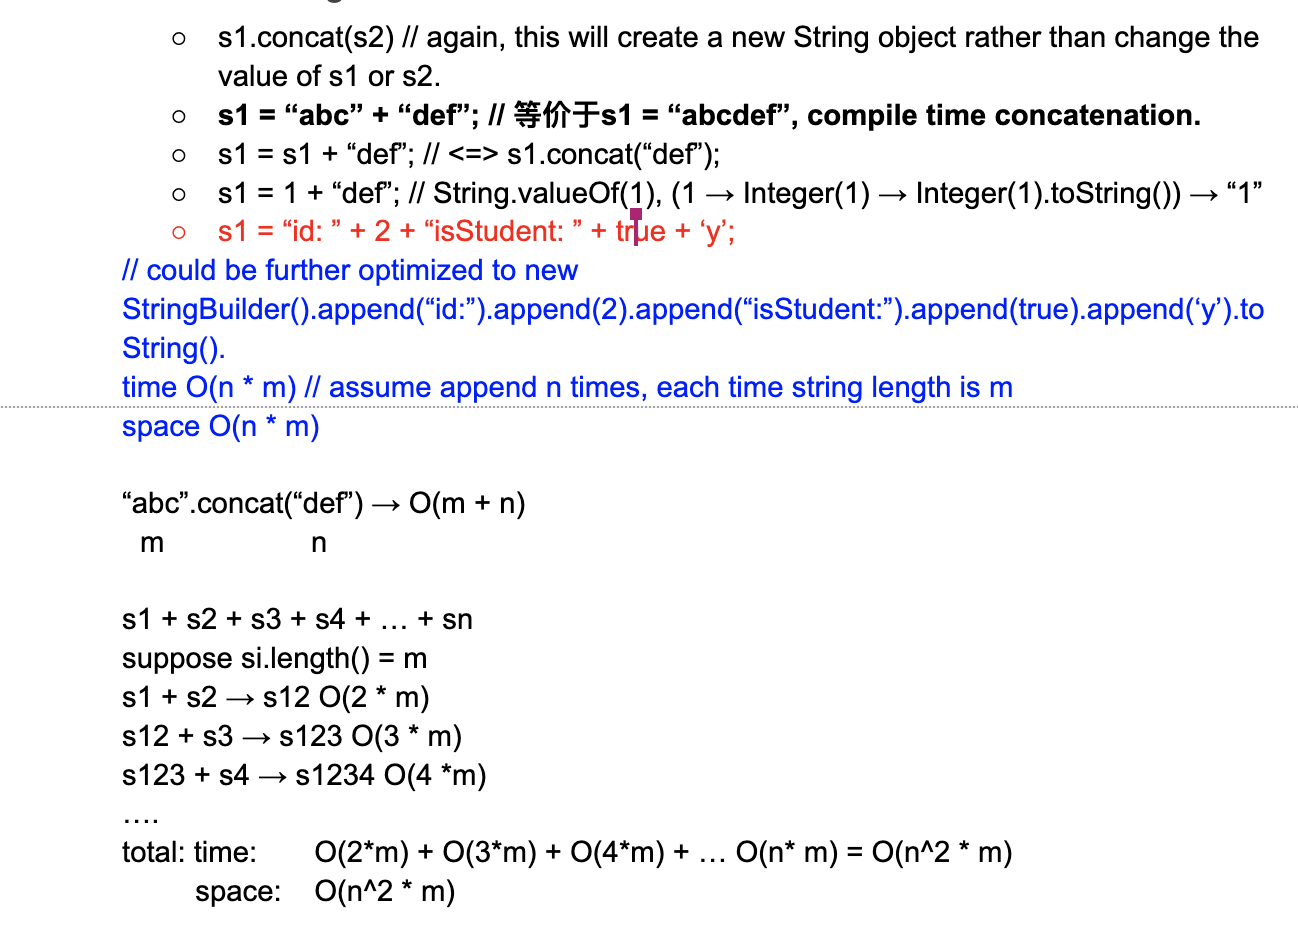 ○ s1.concat(s2) // again, this will create a new String object rather than change the
value of s1 or s2.
○ s1 = “abc” + “def”; // 等价于s1 = “abcdef”, compile time concatenation.
○ s1 = s1 + “def”; // <=> s1.concat(“def”);
○ s1 = 1 + “def”; // String.valueOf(1), (1 → Integer(1) → Integer(1).toString()) → “1”
○ s1 = “id: ” + 2 + “isStudent: ” + true + ‘y’;
// could be further optimized to new
StringBuilder().append(“id:”).append(2).append(“isStudent:”).append(true).append(‘y’).to
String().
time O(n * m) // assume append n times, each time string length is m
space O(n * m)
“abc”.concat(“def”) → O(m + n)
m n
s1 + s2 + s3 + s4 + … + sn
suppose si.length() = m
s1 + s2 → s12 O(2 * m)
s12 + s3 → s123 O(3 * m)
s123 + s4 → s1234 O(4 *m)
….
total: time: O(2*m) + O(3*m) + O(4*m) + … O(n* m) = O(n^2 * m)
space: O(n^2 * m)